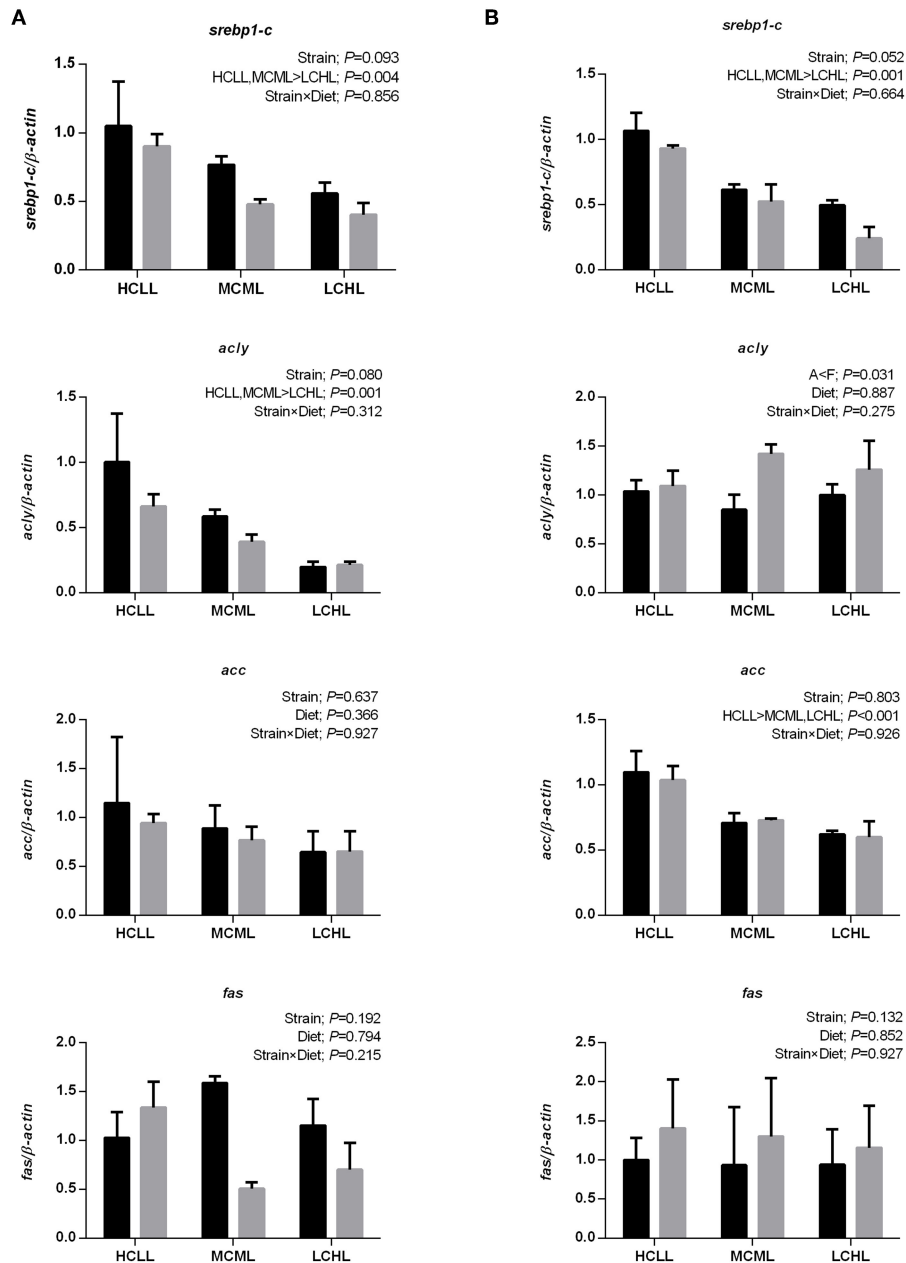 A
srebp1-c
Strain; P=0.093
HCLL,MCML>LCHL; P=0.004
Strain×Diet; P=0.856
srebp1-c/β-actin
1.5
1.0
0.5
0.0
HCLL MCML LCHL
acly
Strain; P=0.080
HCLL,MCML>LCHL; P=0.001
Strain×Diet; P=0.312
acly/β-actin
1.5
1.0
0.5
0.0
HCLL MCML LCHL
acc
Strain; P=0.637
Diet; P=0.366
Strain×Diet; P=0.927
acc/β-actin
2.0
1.5
1.0
0.5
0.0
HCLL MCML LCHL
fas
Strain; P=0.192
Diet; P=0.794
Strain×Diet; P=0.215
fas/β-actin
2.0
1.5
1.0
0.5
0.0
HCLL MCML LCHL
B
srebp1-c
Strain; P=0.052
HCLL,MCML>LCHL; P=0.001
Strain×Diet; P=0.664
srebp1-c/β-actin
1.5
1.0
0.5
0.0
HCLL MCML LCHL
acly
A<F; P=0.031
Diet; P=0.887
Strain×Diet; P=0.275
acly/β-actin
2.0
1.5
1.0
0.5
0.0
HCLL MCML LCHL
acc
Strain; P=0.803
HCLL>MCML,LCHL; P<0.001
Strain×Diet; P=0.926
acc/β-actin
1.5
1.0
0.5
0.0
HCLL MCML LCHL
fas
Strain; P=0.132
Diet; P=0.852
Strain×Diet; P=0.927
fas/β-actin
2.5
2.0
1.5
1.0
0.5
0.0
HCLL MCML LCHL